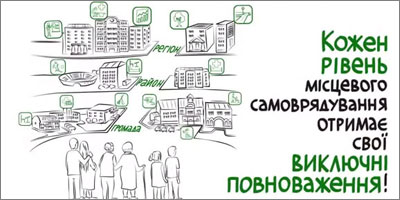 РЕГІОН
РАЙОН
ГРОМАДА
КОЖЕН
РІВЕНЬ
МІСЦЕВОГО
САМОВРЯДУВАННЯ
ОТРИМАЄ
СВОЇ
ВИКЛЮЧНІ
ПОВНОВАЖЕННЯ!